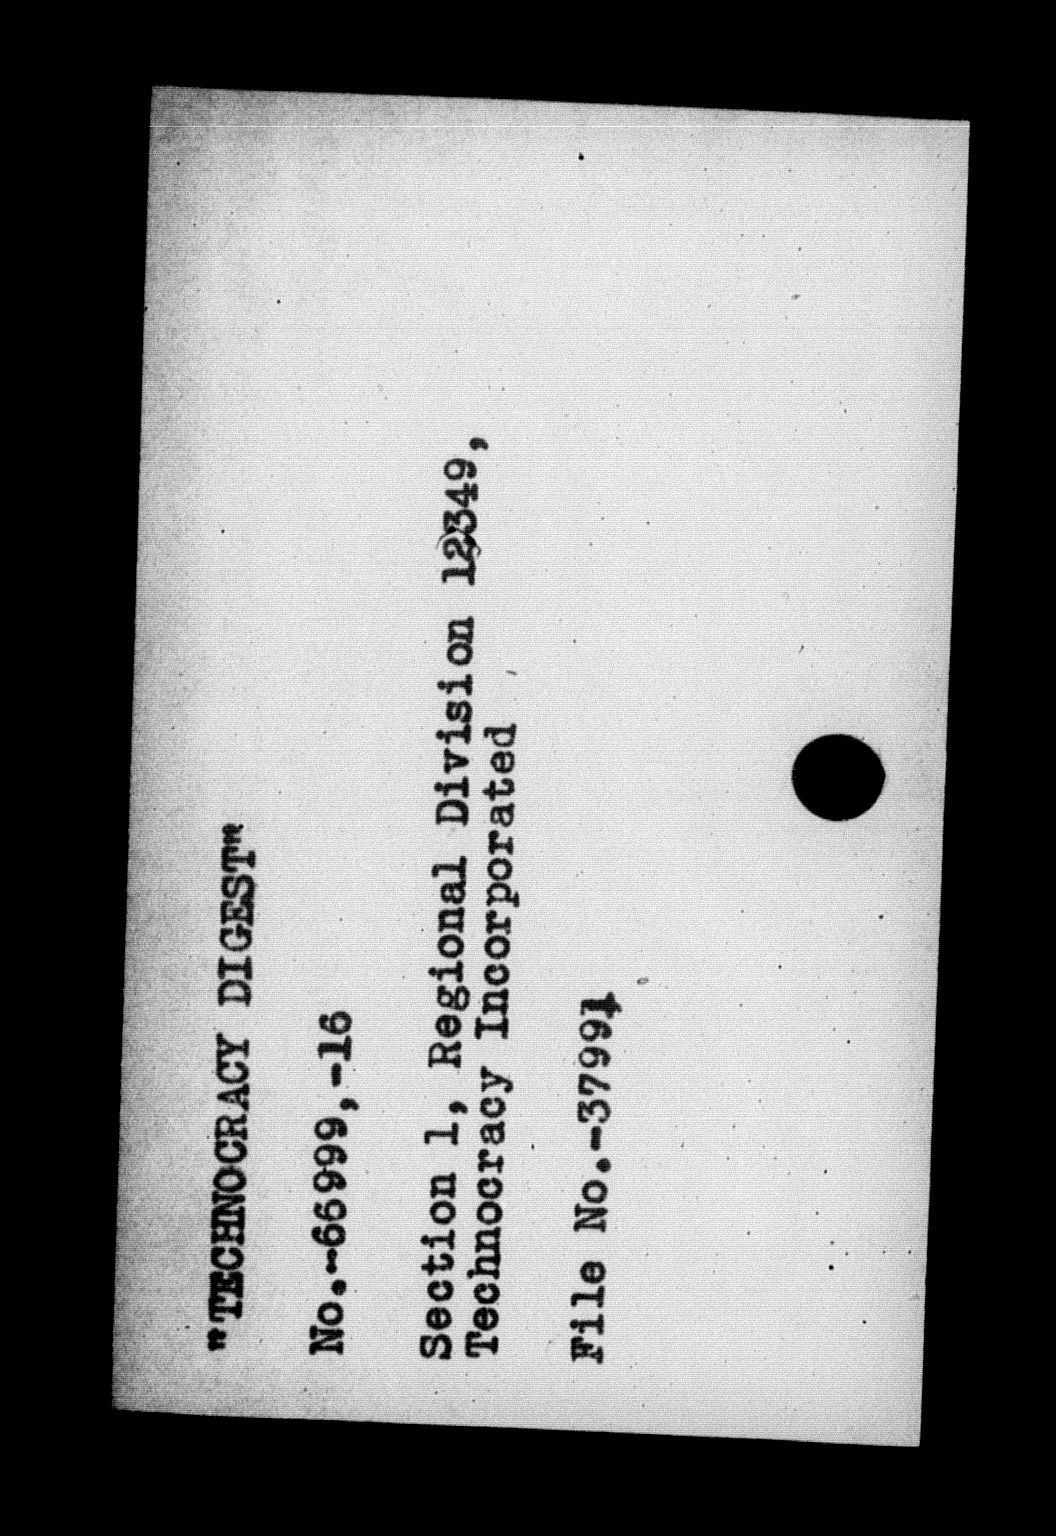 "TECHNOCRACY DIGEST"
No.-66999,-16
Section 1, Regional Division 12349,
Technocracy Incorporated
File No.-37991